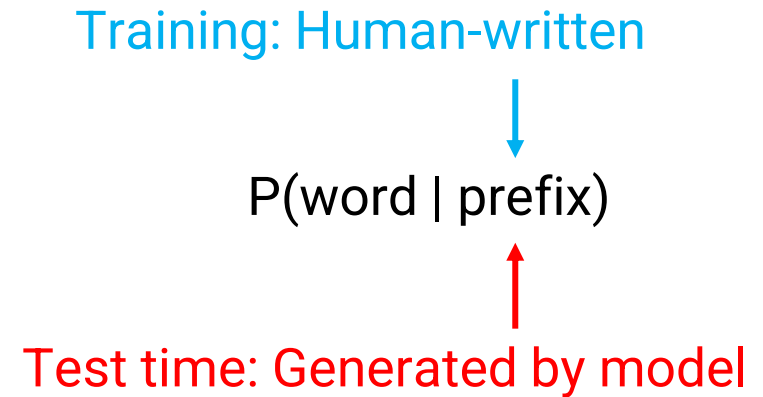 Training: Human-written
P(word | prefix)
Test time: Generated by model